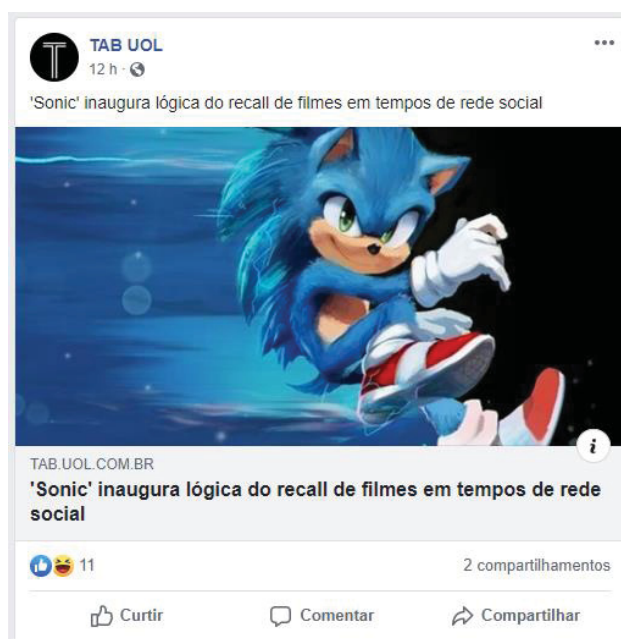 TAB UOL
12 h ·
'Sonic' inaugura lógica do recall de filmes em tempos de rede social
TAB.UOL.COM.BR
'Sonic' inaugura lógica do recall de filmes em tempos de rede
social
11
2 compartilhamentos
Curtir
Comentar
Compartilhar